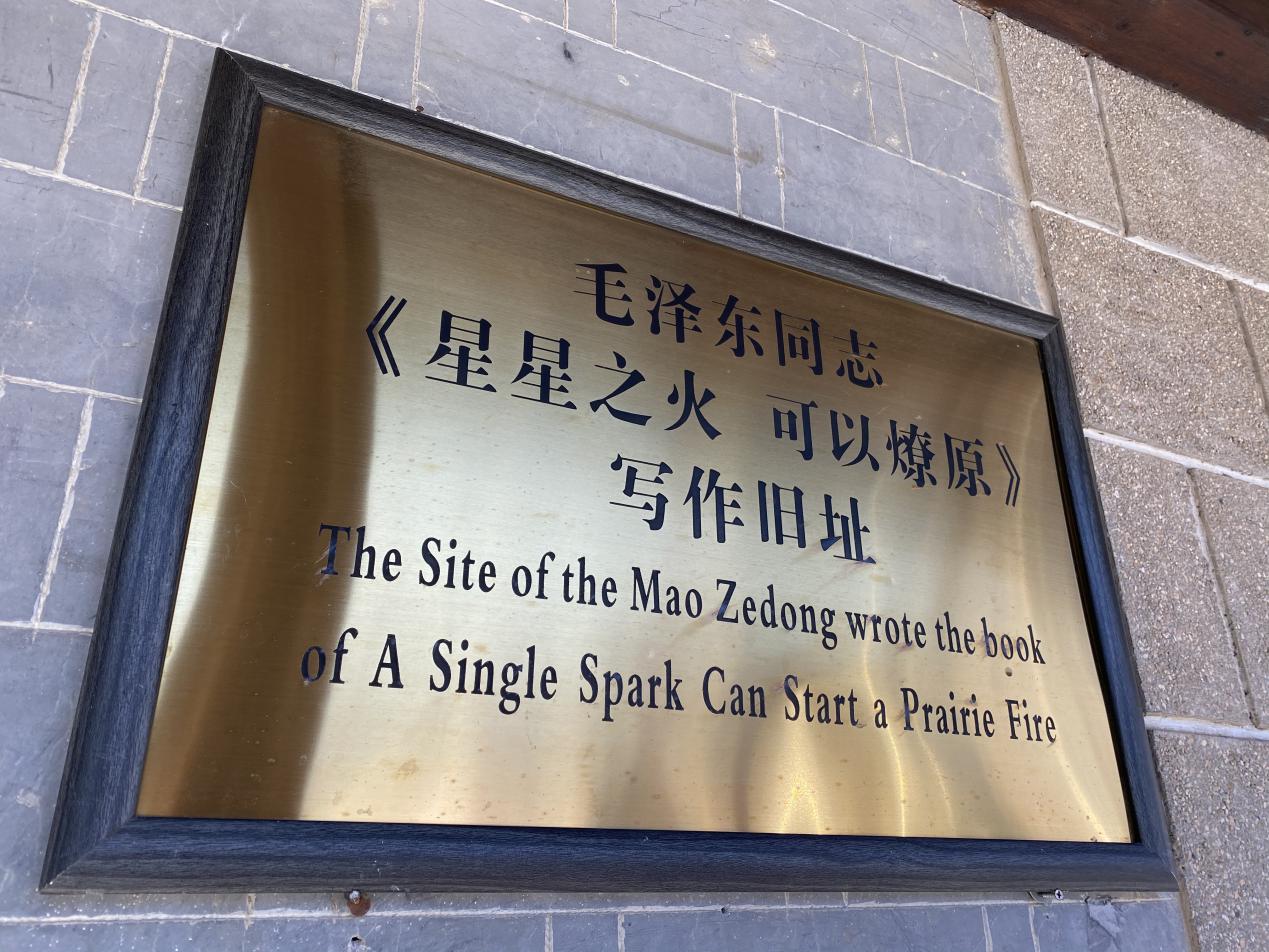 毛泽东同志
《星星之火 可以燎原》
写作旧址
The Site of the Mao Zedong wrote the book
of A Single Spark Can Start a Prairie Fire